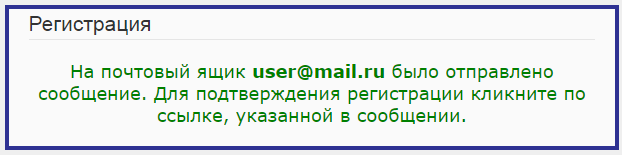 Регистрация
На почтовый ящик user@mail.ru было отправлено
сообщение. Для подтверждения регистрации кликните по
ссылке, указанной в сообщении.